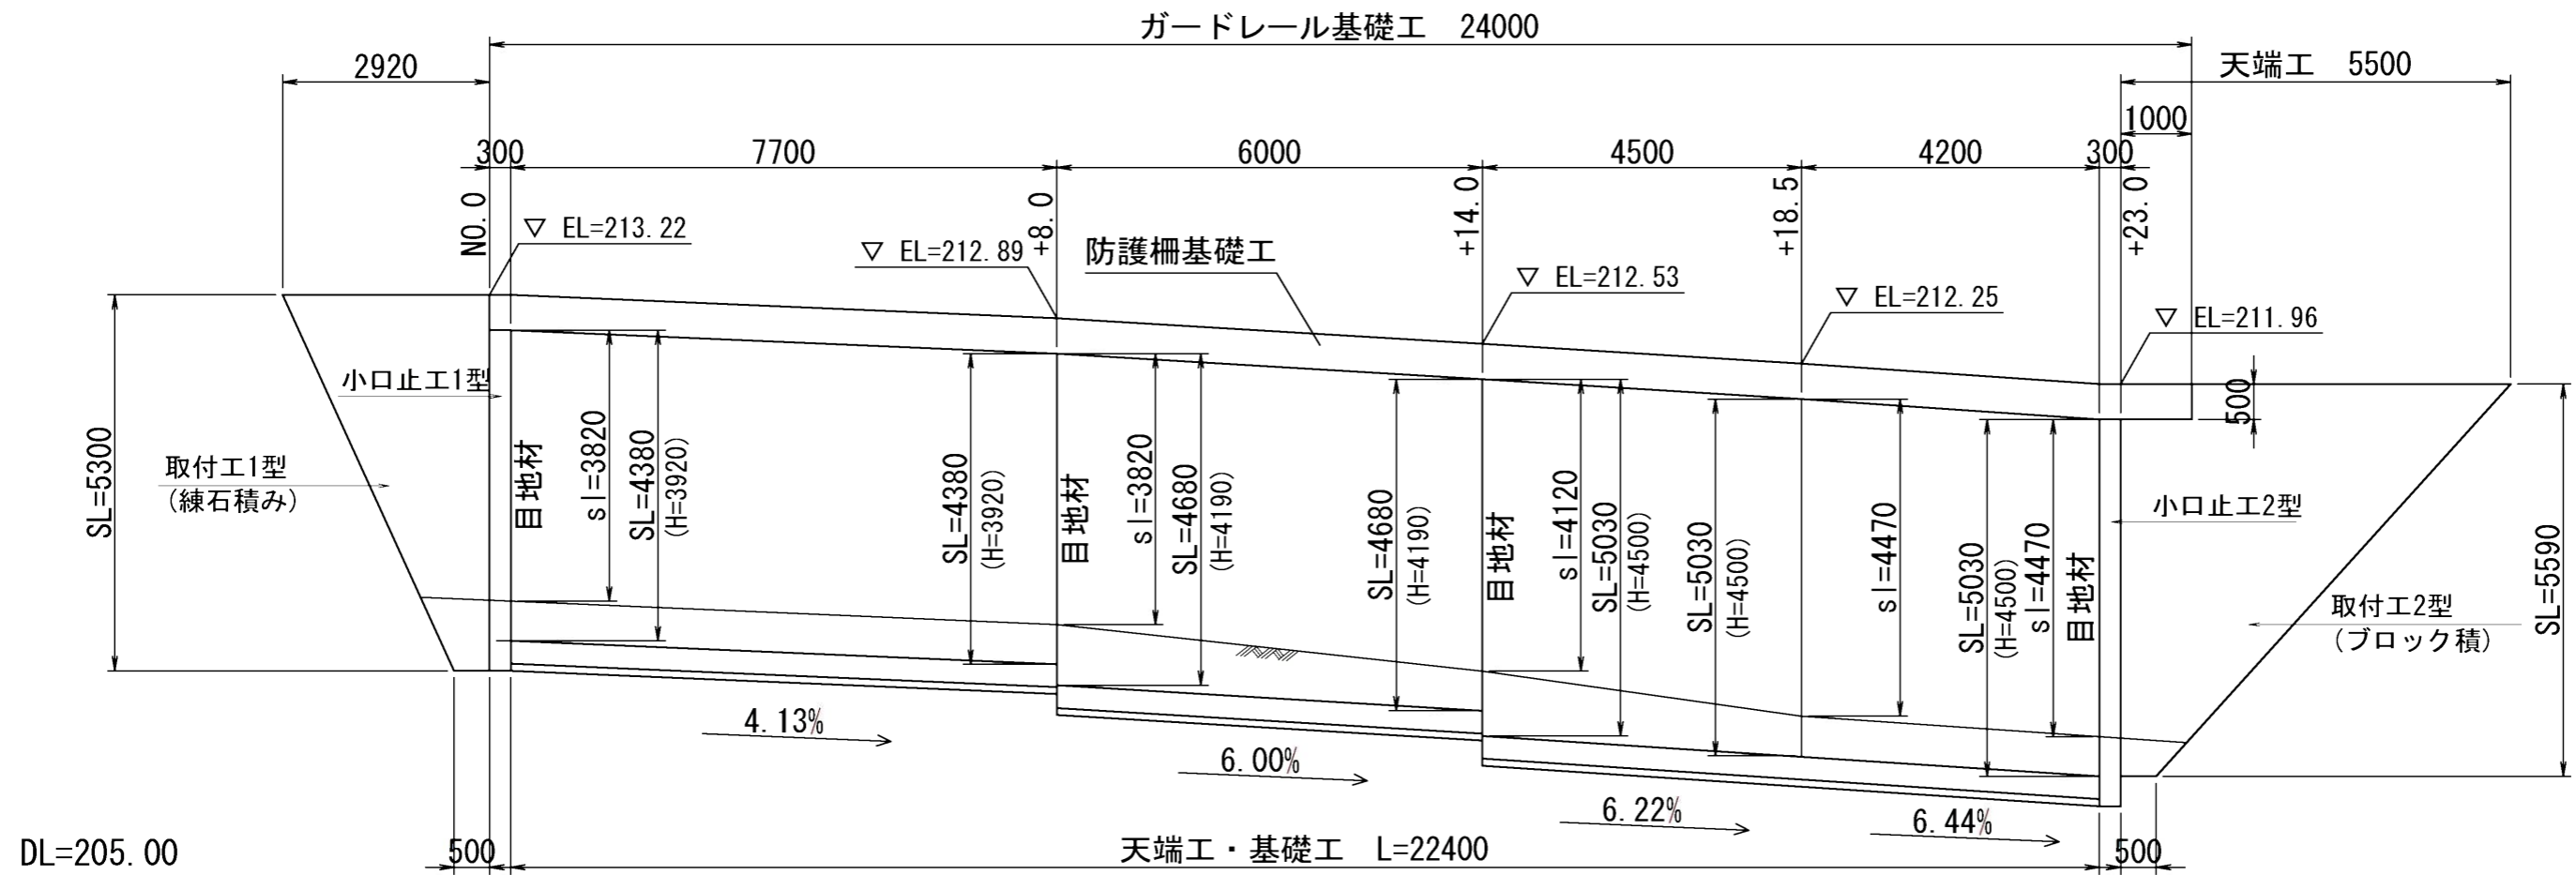 ガードレール基礎工 24000
2920
天端工 5500
1000
300
7700
6000
4500
4200
300
NO.0
+8.0
+14.0
+18.5
+23.0
▽ EL=213.22
▽ EL=212.89
防護柵基礎工
▽ EL=212.53
▽ EL=212.25
▽ EL=211.96
500
小口止工1型
取付工1型
(練石積み)
SL=5300
目地材
sl=3820
SL=4380
(H=3920)
SL=4380
(H=3920)
目地材
sl=3820
SL=4680
(H=4190)
SL=4680
(H=4190)
目地材
sl=4120
SL=5030
(H=4500)
SL=5030
(H=4500)
sl=4470
SL=5030
(H=4500)
sl=4470
目地材
小口止工2型
取付工2型
(ブロック積)
SL=5590
4.13%
6.00%
6.22%
6.44%
DL=205.00
500
天端工・基礎工 L=22400
500